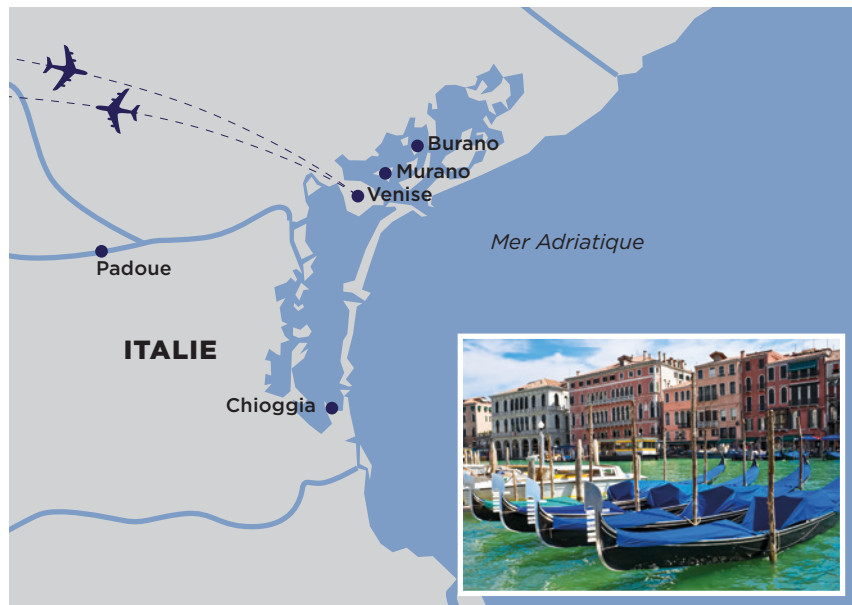 Burano
Murano
Venise
Mer Adriatique
Padoue
ITALIE
Chioggia